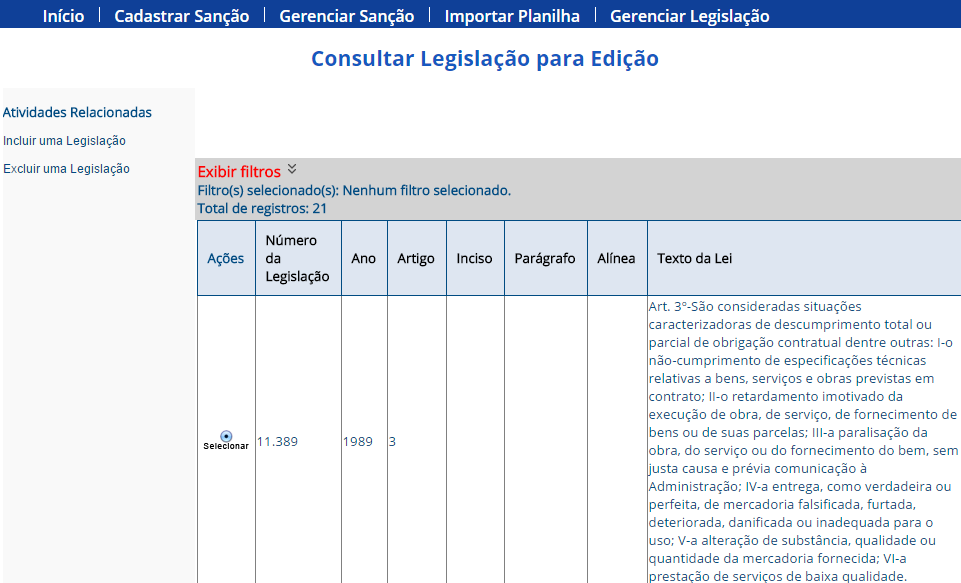 Início | Cadastrar Sanção | Gerenciar Sanção | Importar Planilha | Gerenciar Legislação
Consultar Legislação para Edição
Atividades Relacionadas
Incluir uma Legislação
Excluir uma Legislação
Exibir filtros
Filtro(s) selecionado(s): Nenhum filtro selecionado.
Total de registros: 21
Ações
Número
da
Legislação
Ano
Artigo
Inciso
Parágrafo
Alínea
Texto da Lei
Selecionar
11.389
1989
3
Art. 3º-São consideradas situações
caracterizadoras de descumprimento total ou
parcial de obrigação contratual dentre outras: I-o
não-cumprimento de especificações técnicas
relativas a bens, serviços e obras previstas em
contrato; II-o retardamento imotivado da
execução de obra, de serviço, de fornecimento de
bens ou de suas parcelas; III-a paralisação da
obra, do serviço ou do fornecimento do bem, sem
justa causa e prévia comunicação à
Administração; IV-a entrega, como verdadeira ou
perfeita, de mercadoria falsificada, furtada,
deteriorada, danificada ou inadequada para o
uso; V-a alteração de substância, qualidade ou
quantidade da mercadoria fornecida; VI-a
prestação de serviços de baixa qualidade.